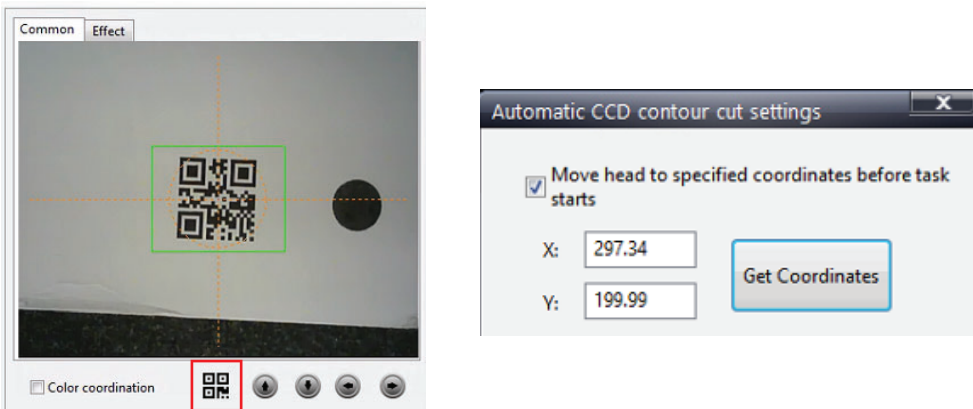 Common Effect
Color coordination
Automatic CCD contour cut settings
Move head to specified coordinates before task
starts
X: 297.34
Get Coordinates
Y: 199.99